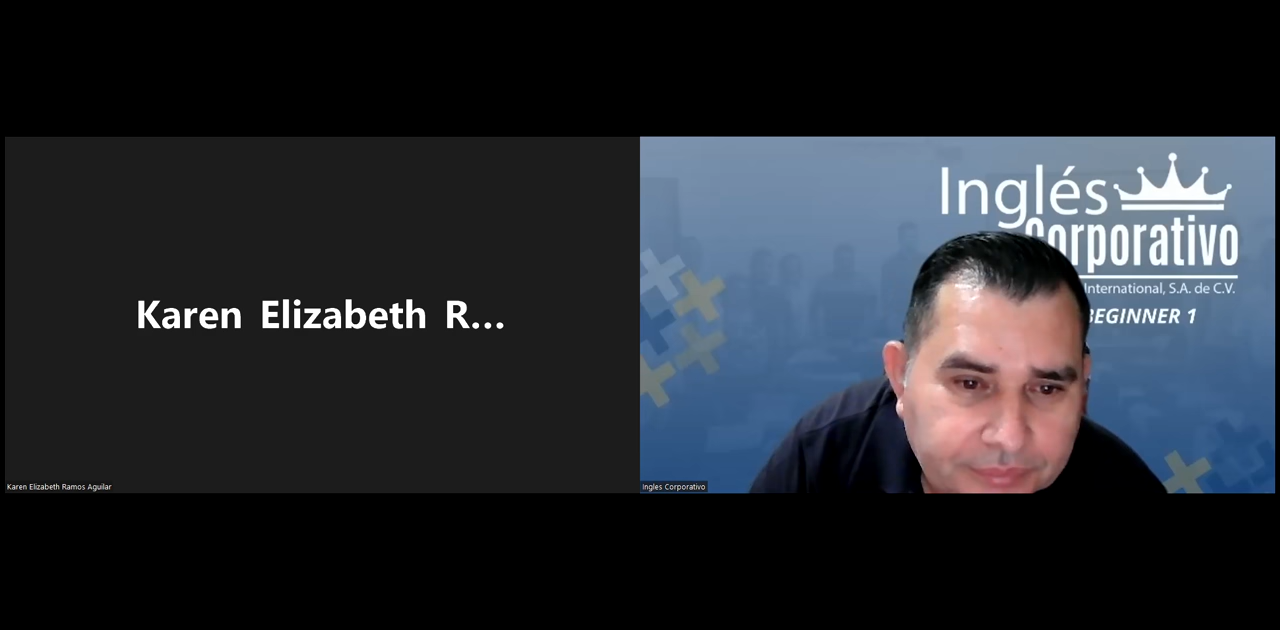 Karen Elizabeth R...
Karen Elizabeth Ramos Aguilar
Inglés
Corporativo
International, S.A. de C.V.
BEGINNER 1
Ingles Corporativo